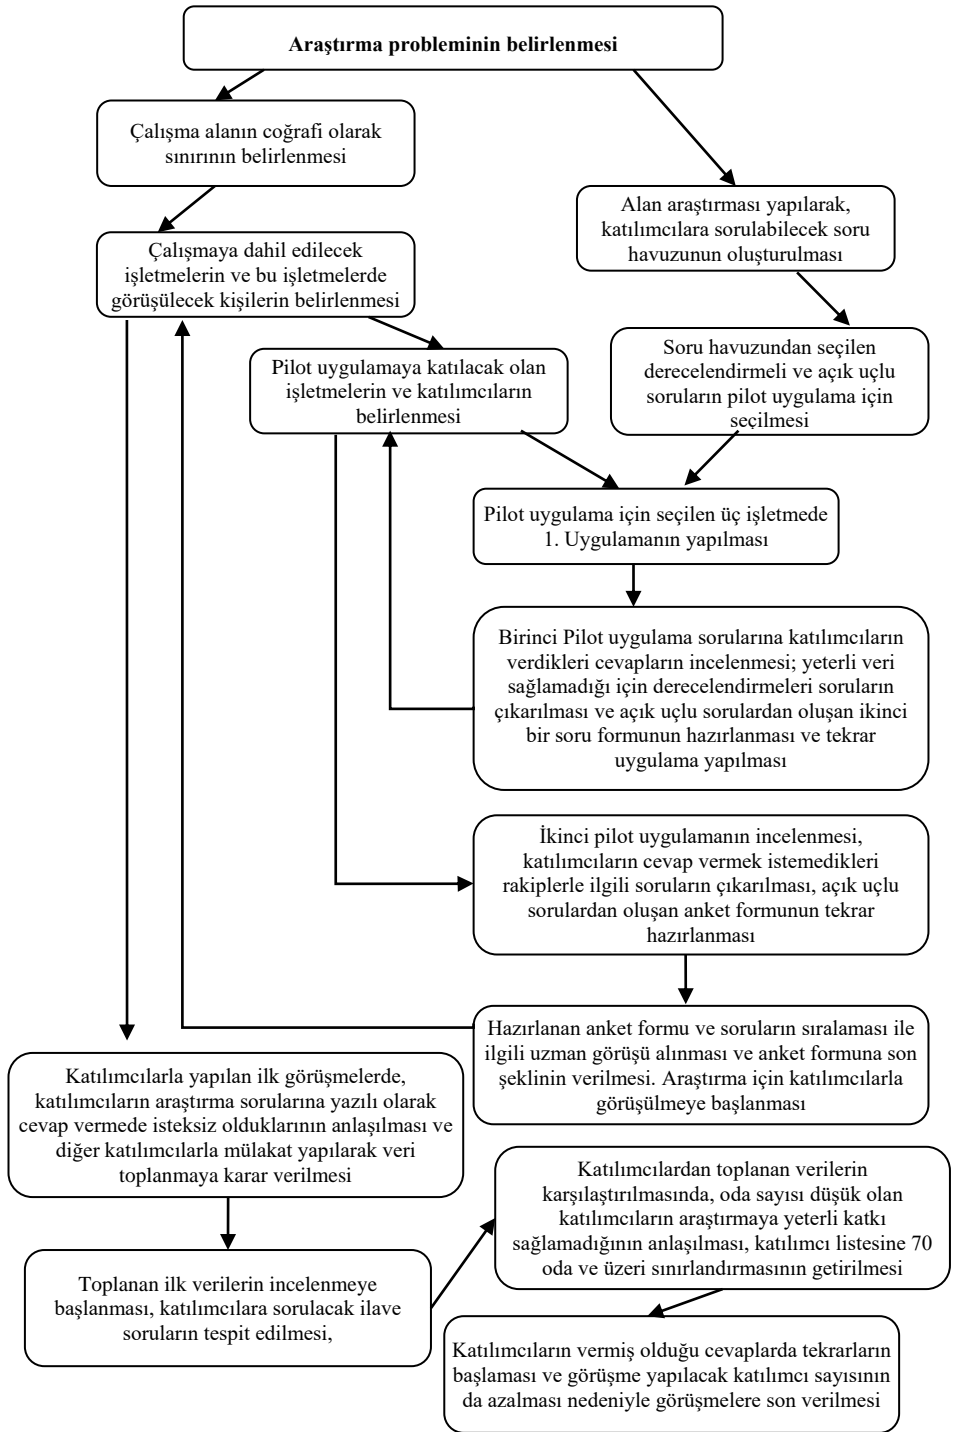 Araştırma probleminin belirlenmesi
Çalışma alanın coğrafi olarak
sınırının belirlenmesi
Alan araştırması yapılarak,
katılımcılara sorulabilecek soru
havuzunun oluşturulması
Çalışmaya dahil edilecek
işletmelerin ve bu işletmelerde
görüşülecek kişilerin belirlenmesi
Soru havuzundan seçilen
derecelendirmeli ve açık uçlu
soruların pilot uygulama için
seçilmesi
Pilot uygulamaya katılacak olan
işletmelerin ve katılımcıların
belirlenmesi
Pilot uygulama için seçilen üç işletmede
1. Uygulamanın yapılması
Birinci Pilot uygulama sorularına katılımcıların
verdikleri cevapların incelenmesi; yeterli veri
sağlamadığı için derecelendirmeleri soruların
çıkarılması ve açık uçlu sorulardan oluşan ikinci
bir soru formunun hazırlanması ve tekrar
uygulama yapılması
İkinci pilot uygulamanın incelenmesi,
katılımcıların cevap vermek istemedikleri
rakiplerle ilgili soruların çıkarılması, açık uçlu
sorulardan oluşan anket formunun tekrar
hazırlanması
Hazırlanan anket formu ve soruların sıralaması ile
ilgili uzman görüşü alınması ve anket formuna son
şeklinin verilmesi. Araştırma için katılımcılarla
görüşülmeye başlanması
Katılımcılarla yapılan ilk görüşmelerde,
katılımcıların araştırma sorularına yazılı olarak
cevap vermede isteksiz olduklarının anlaşılması ve
diğer katılımcılarla mülakat yapılarak veri
toplanmaya karar verilmesi
Toplanan ilk verilerin incelenmeye
başlanması, katılımcılara sorulacak ilave
soruların tespit edilmesi,
Katılımcılardan toplanan verilerin
karşılaştırılmasında, oda sayısı düşük olan
katılımcıların araştırmaya yeterli katkı
sağlamadığının anlaşılması, katılımcı listesine 70
oda ve üzeri sınırlandırmasının getirilmesi
Katılımcıların vermiş olduğu cevaplarda tekrarların
başlaması ve görüşme yapılacak katılımcı sayısının
da azalması nedeniyle görüşmelere son verilmesi